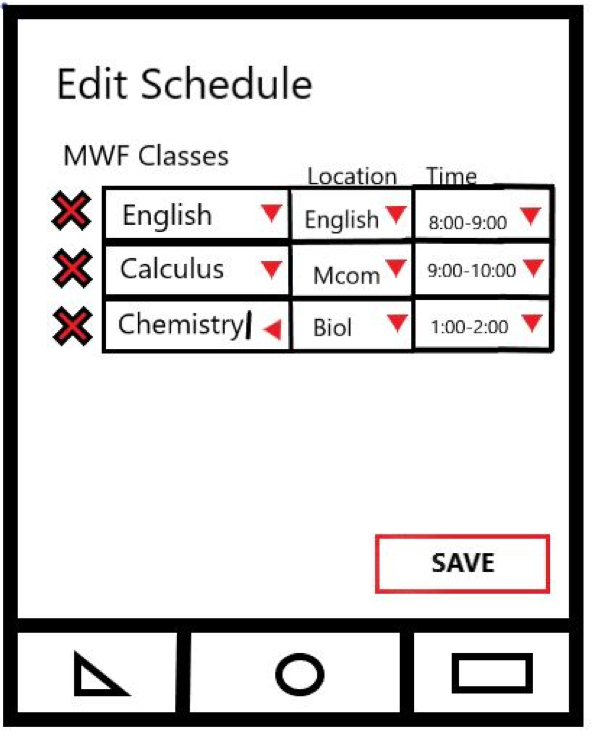 Edit Schedule
MWF Classes
Location Time
English English 8:00-9:00
Calculus Mcom 9:00-10:00
Chemistry Biol 1:00-2:00
SAVE